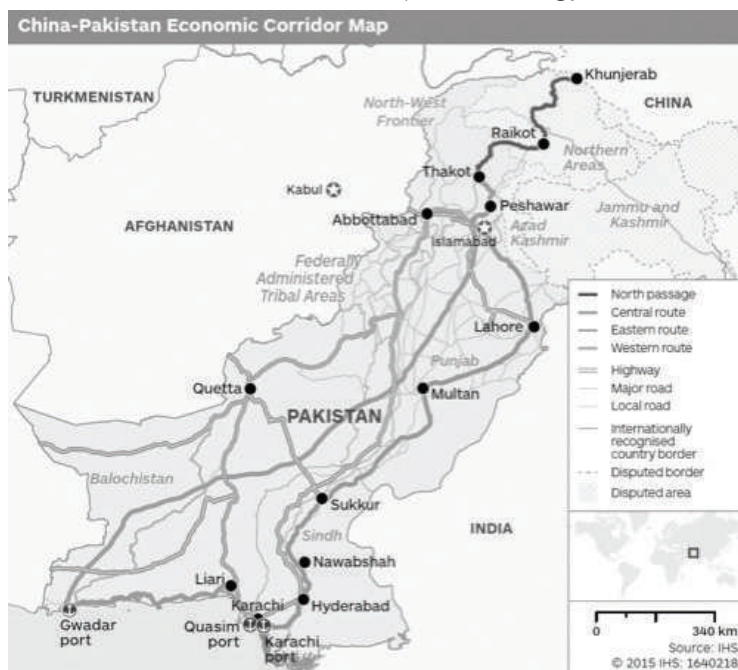 China-Pakistan Economic Corridor Map
TURKMENISTAN
North-West
Frontier
Khunjerab
CHINA
Raikot
Northern
Areas
Thakot
Kabul
Peshawar
Abbottabad
Jammu and
Kashmir
AFGHANISTAN
Islamabad
Azad
Kashmir
Federally
Administered
Tribal Areas
Lahore
Punjab
Quetta
Multan
PAKISTAN
Balochistan
Sukkur
INDIA
Sindh
Nawabshah
Liari
Karachi
Hyderabad
Gwadar
port
Quasim
port
Karachi
port
North passage
Central route
Eastern route
Western route
Highway
Major road
Local road
Internationally
recognised
country border
Disputed border
Disputed area
0 340 km
Source: IHS
© 2015 IHS: 1640218